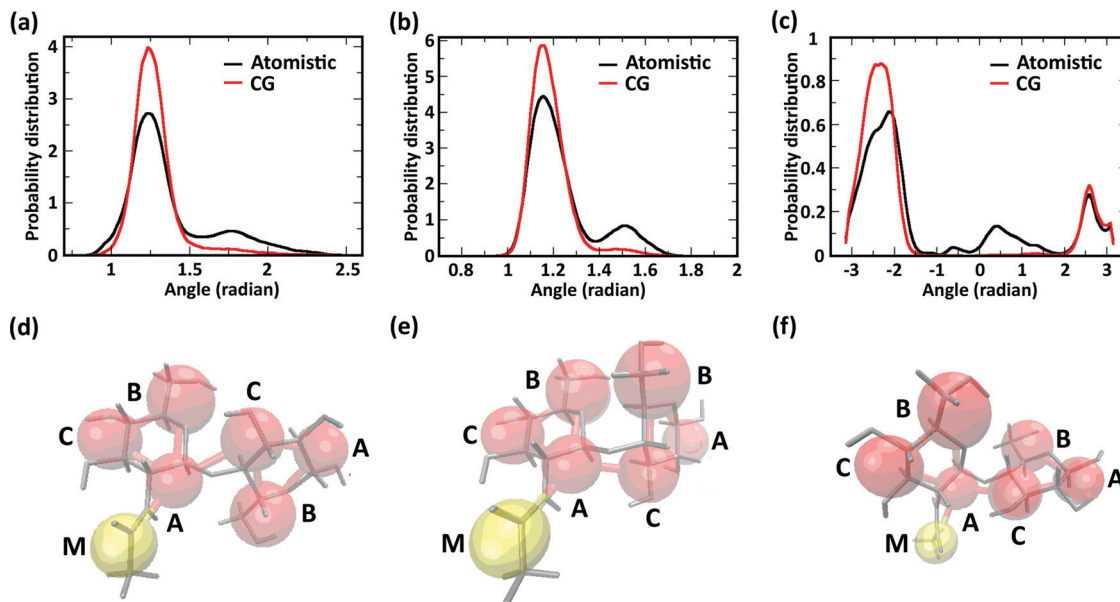 (a)
Probability distribution
4
3
2
1
0
1
1.5
2
2.5
Angle (radian)
Atomistic
CG
(b)
Probability distribution
6
5
4
3
2
1
0
0.8
1
1.2
1.4
1.6
1.8
2
Angle (radian)
Atomistic
CG
(c)
Probability distribution
1
0.8
0.6
0.4
0.2
0
-3
-2
-1
0
1
2
3
Angle (radian)
Atomistic
CG
(d)
B
C
C
A
A
B
M
(e)
B
B
C
A
A
C
M
(f)
B
B
C
A
A
C
M